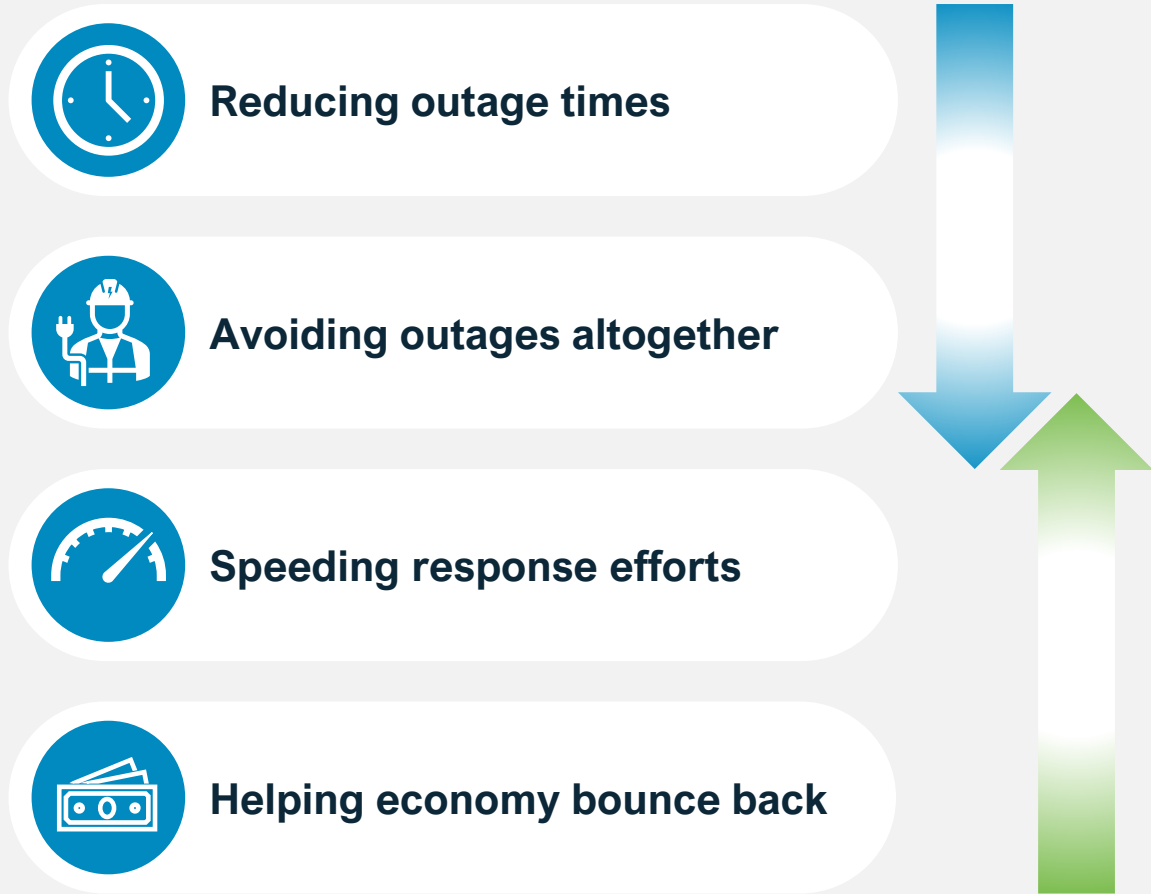 Reducing outage times
Avoiding outages altogether
Speeding response efforts
Helping economy bounce back